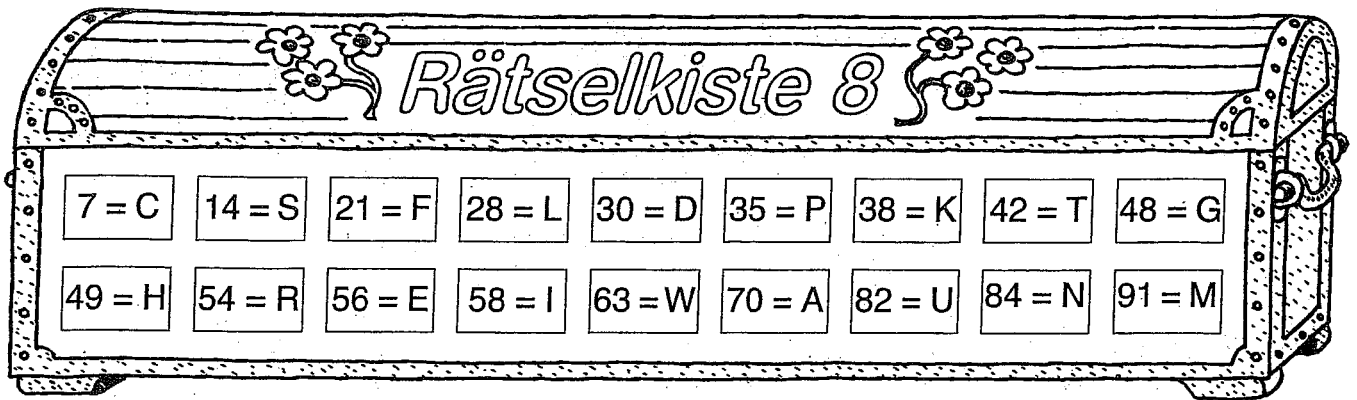 Rätselkiste 8
7 = C 14 = S 21 = F 28 = L 30 = D 35 = P 38 = K 42 = T 48 = G
49 = H 54 = R 56 = E 58 = I 63 = W 70 = A 82 = U 84 = N 91 = M